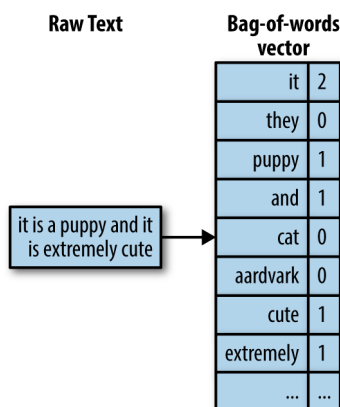 Raw Text
Bag-of-words
vector
it is a puppy and it
is extremely cute
it 2
they 0
puppy 1
and 1
cat 0
aardvark 0
cute 1
extremely 1
... ...